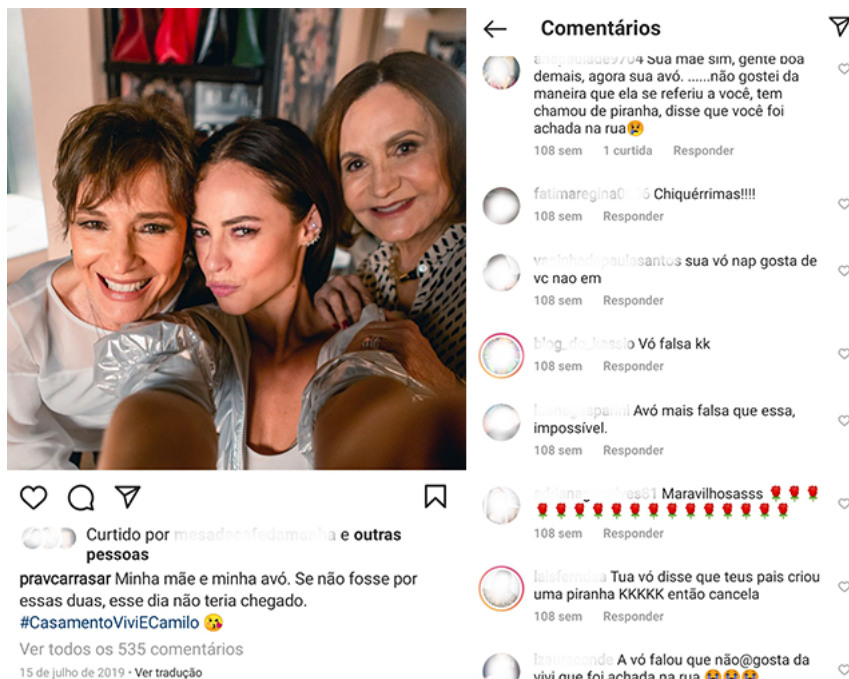 Curtido por mesadecafedamanha e outras
pessoas
pravcarrasar Minha mãe e minha avó. Se não fosse por
essas duas, esse dia não teria chegado.
#CasamentoViviECamilo 😘
Ver todos os 535 comentários
15 de julho de 2019 • Ver tradução
Comentários
Sua mãe sim, gente boa
demais, agora sua avó. ......não gostei da
maneira que ela se referiu a você, tem
chamou de piranha, disse que você foi
achada na rua😢
108 sem 1 curtida Responder
Chiquérrimas!!!!
108 sem Responder
sua vó nap gosta de
vc nao em
108 sem Responder
Vó falsa kk
108 sem Responder
Avó mais falsa que essa,
impossível.
108 sem Responder
Maravilhosasss 🌹🌹🌹
🌹🌹🌹🌹🌹🌹🌹🌹🌹🌹🌹🌹🌹🌹
108 sem Responder
Tua vó disse que teus pais criou
uma piranha KKKKK então cancela
108 sem Responder
A vó falou que não@gosta da
vivi que foi achada na rua 😢😢😢